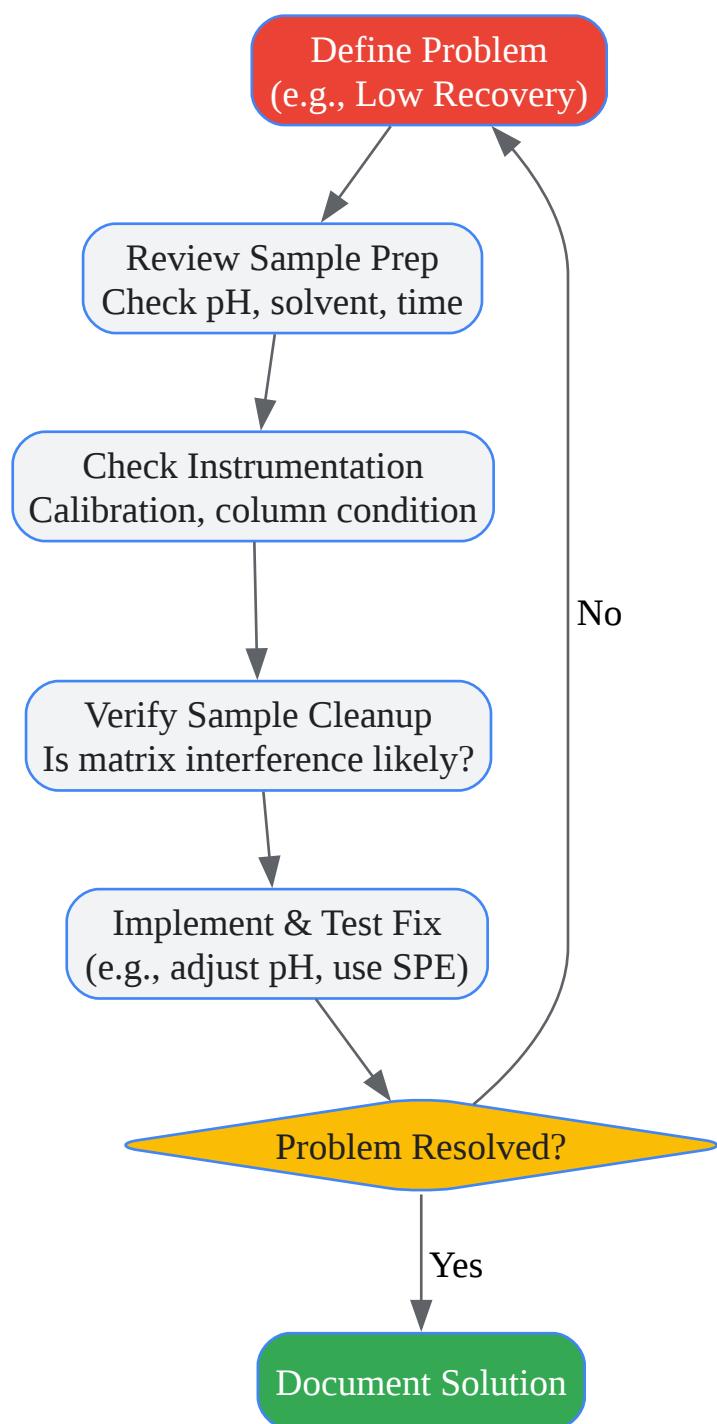 Define Problem
(e.g., Low Recovery)
Review Sample Prep
Check pH, solvent, time
Check Instrumentation
Calibration, column condition
No
Verify Sample Cleanup
Is matrix interference likely?
Implement & Test Fix
(e.g., adjust pH, use SPE)
Problem Resolved?
Yes
Document Solution